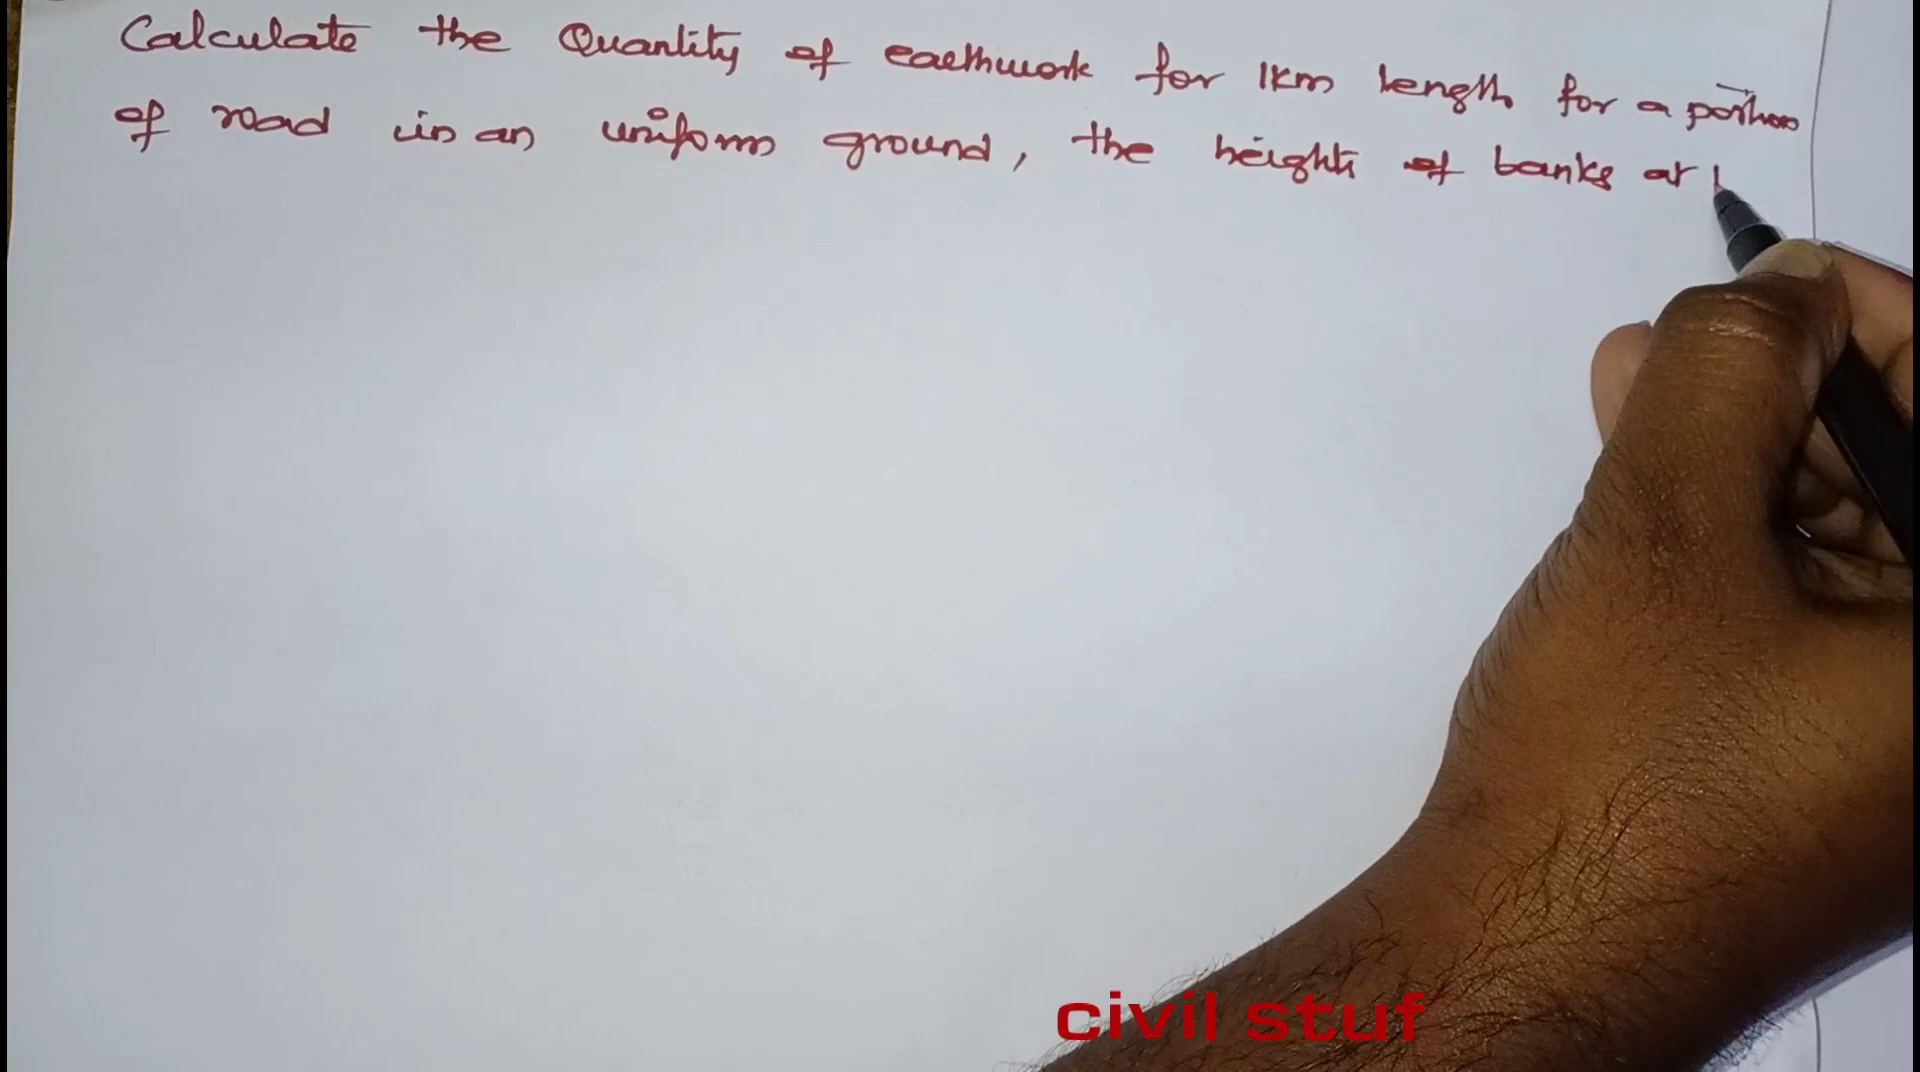 Calculate the Quantity of earthwork for 1km length for a portion
of road in an uniform ground, the heights of banks at
civil stuf